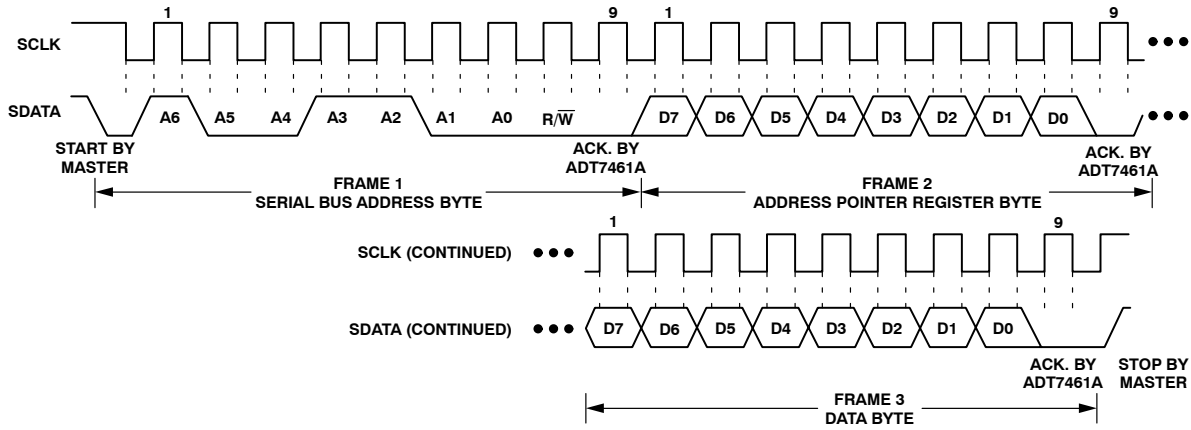 1 9 1 9
SCLK
SDATA A6 A5 A4 A3 A2 A1 A0 R/W̅ D7 D6 D5 D4 D3 D2 D1 D0
START BY
MASTER
ACK. BY
ADT7461A
ACK. BY
ADT7461A
FRAME 1
SERIAL BUS ADDRESS BYTE
FRAME 2
ADDRESS POINTER REGISTER BYTE
1 9
SCLK (CONTINUED)
SDATA (CONTINUED) D7 D6 D5 D4 D3 D2 D1 D0
ACK. BY
ADT7461A
STOP BY
MASTER
FRAME 3
DATA BYTE